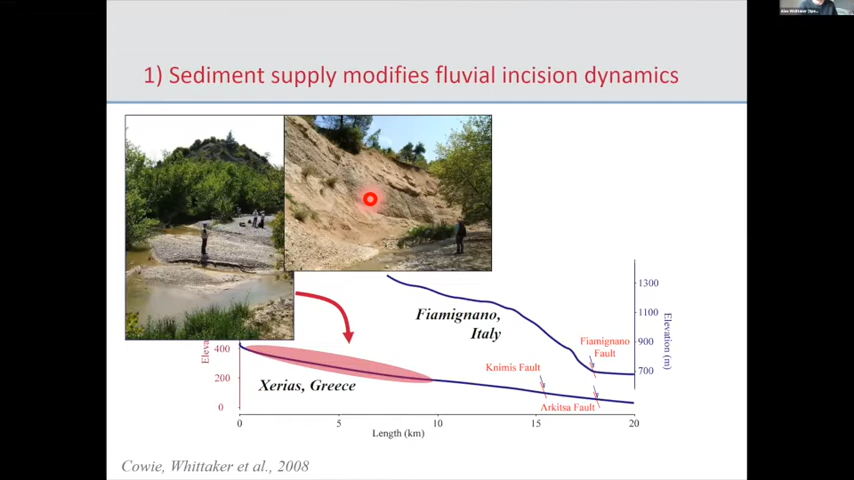 1) Sediment supply modifies fluvial incision dynamics
1300
1100
900
700
Elevation (m)
Fiamignano,
Italy
Fiamignano
Fault
Knimis Fault
Arkitsa Fault
400
200
0
Xerias, Greece
0
5
10
15
20
Length (km)
Cowie, Whittaker et al., 2008